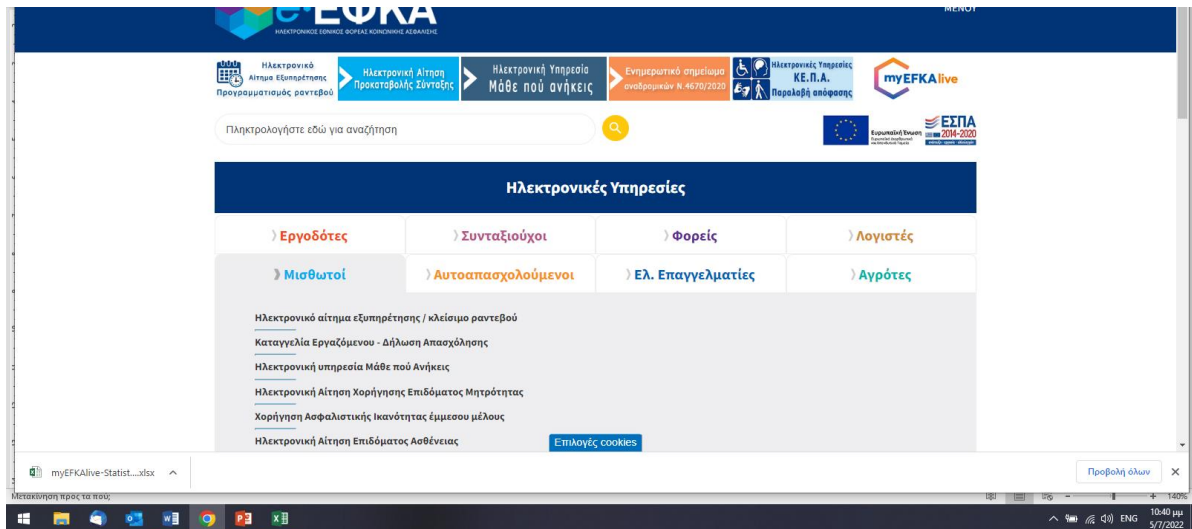 e-ΕΦΚΑ
ΜΕΝΟΥ
ΗΛΕΚΤΡΟΝΙΚΟΣ ΕΘΝΙΚΟΣ ΦΟΡΕΑΣ ΚΟΙΝΩΝΙΚΗΣ ΑΣΦΑΛΙΣΗΣ
Ηλεκτρονικό
Αίτημα Εξυπηρέτησης
Προγραμματισμός ραντεβού
Ηλεκτρονική Αίτηση
Προκαταβολής Σύνταξης
Ηλεκτρονική Υπηρεσία
Μάθε πού ανήκεις
Ενημερωτικό σημείωμα
αναδρομικών Ν.4670/2020
Ηλεκτρονικές Υπηρεσίες
ΚΕ.Π.Α.
Παραλαβή απόφασης
myEFKAlive
Πληκτρολογήστε εδώ για αναζήτηση
Ευρωπαϊκή Ένωση
ΕΣΠΑ
2014-2020
Ηλεκτρονικές Υπηρεσίες
Εργοδότες
Συνταξιούχοι
Φορείς
Λογιστές
Μισθωτοί
Αυτοαπασχολούμενοι
Ελ. Επαγγελματίες
Αγρότες
Ηλεκτρονικό αίτημα εξυπηρέτησης / κλείσιμο ραντεβού
Καταγγελία Εργαζόμενου - Δήλωση Απασχόλησης
Ηλεκτρονική υπηρεσία Μάθε πού Ανήκεις
Ηλεκτρονική Αίτηση Χορήγησης Επιδόματος Μητρότητας
Χορήγηση Ασφαλιστικής Ικανότητας έμμεσου μέλους
Ηλεκτρονική Αίτηση Επιδόματος Ασθένειας
Επιλογές cookies
myEFKAlive-Statist....xlsx
Προβολή όλων
Μετακίνηση προς τα πού;
140%
ENG
10:40 μμ
5/7/2022